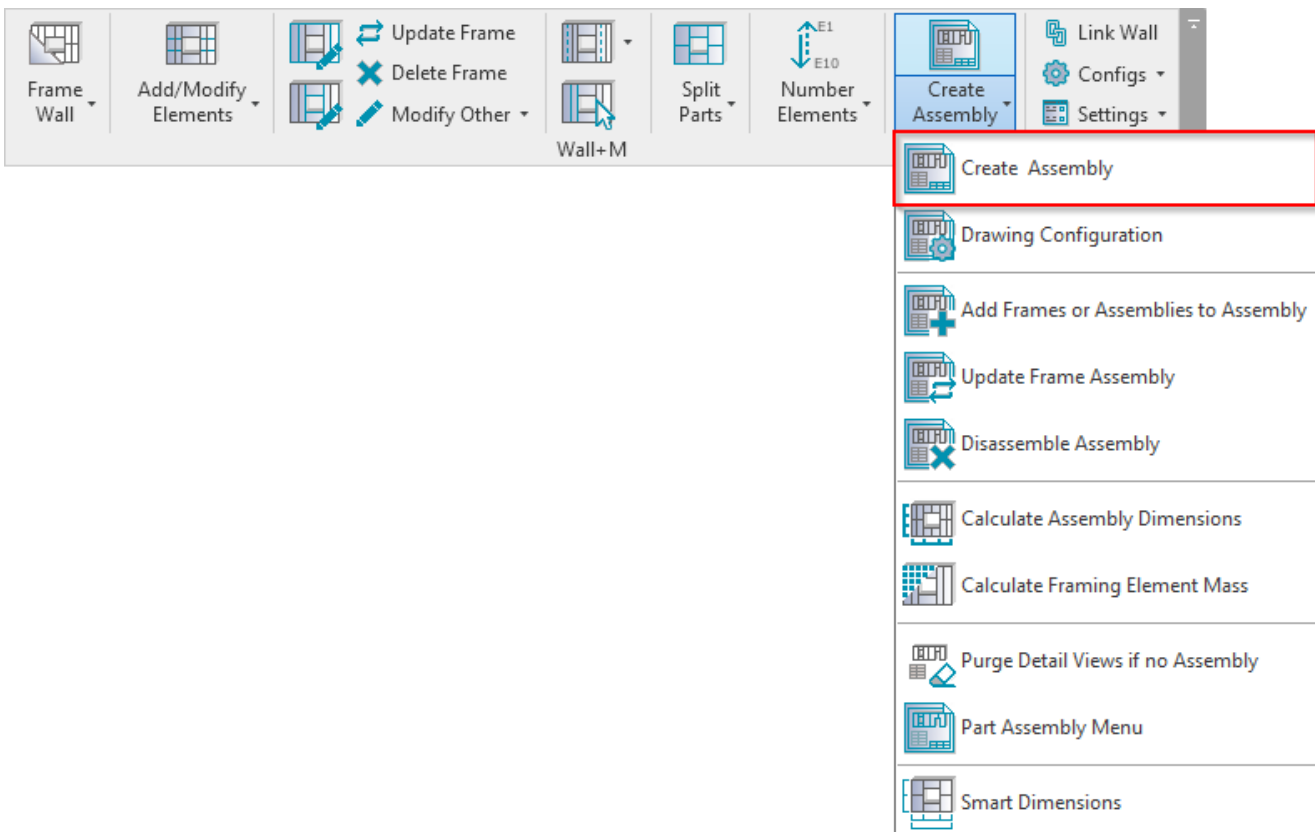 Frame
Wall
Add/Modify
Elements
Update Frame
Delete Frame
Modify Other
Split
Parts
E1
E10
Number
Elements
Create
Assembly
Link Wall
Configs
Settings
Wall+M
Create Assembly
Drawing Configuration
Add Frames or Assemblies to Assembly
Update Frame Assembly
Disassemble Assembly
Calculate Assembly Dimensions
Calculate Framing Element Mass
Purge Detail Views if no Assembly
Part Assembly Menu
Smart Dimensions